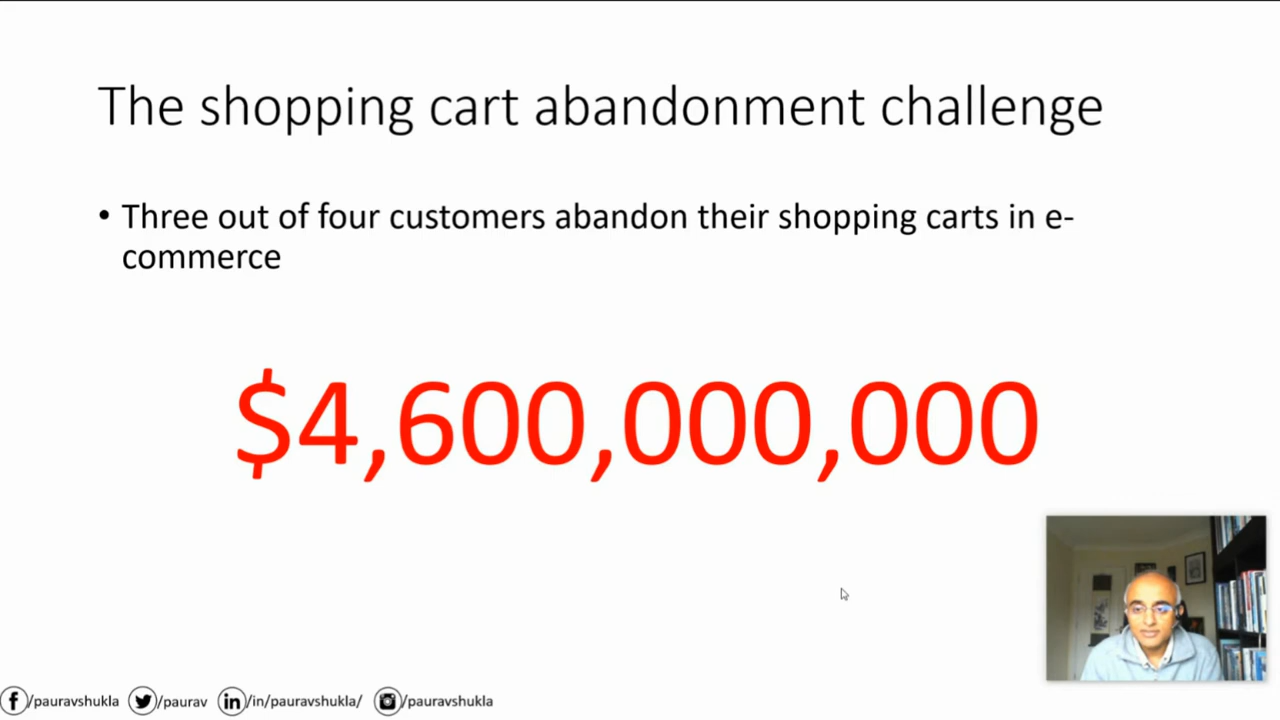 The shopping cart abandonment challenge
• Three out of four customers abandon their shopping carts in e-
commerce
$4,600,000,000
/pauravshukla /paurav /in/pauravshukla/ /pauravshukla